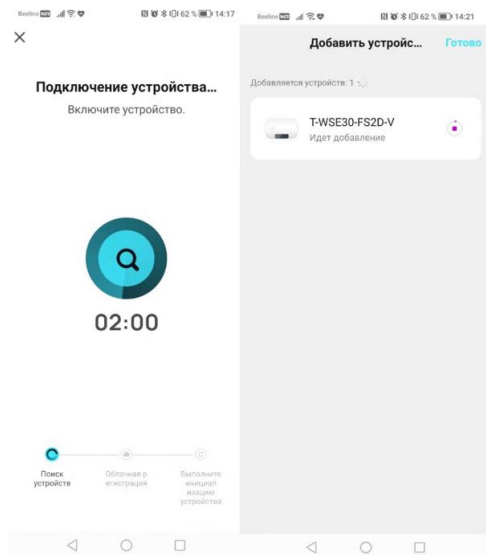 Beeline 62 % 14:17
Подключение устройства...
Включите устройство.
02:00
Поиск
устройств
Облачная р
егистрация
Выполните
инициал
изацию
устройства
Beeline 62 % 14:21
Добавить устройс... Готово
Добавляется устройств: 1
T-WSE30-FS2D-V
Идет добавление